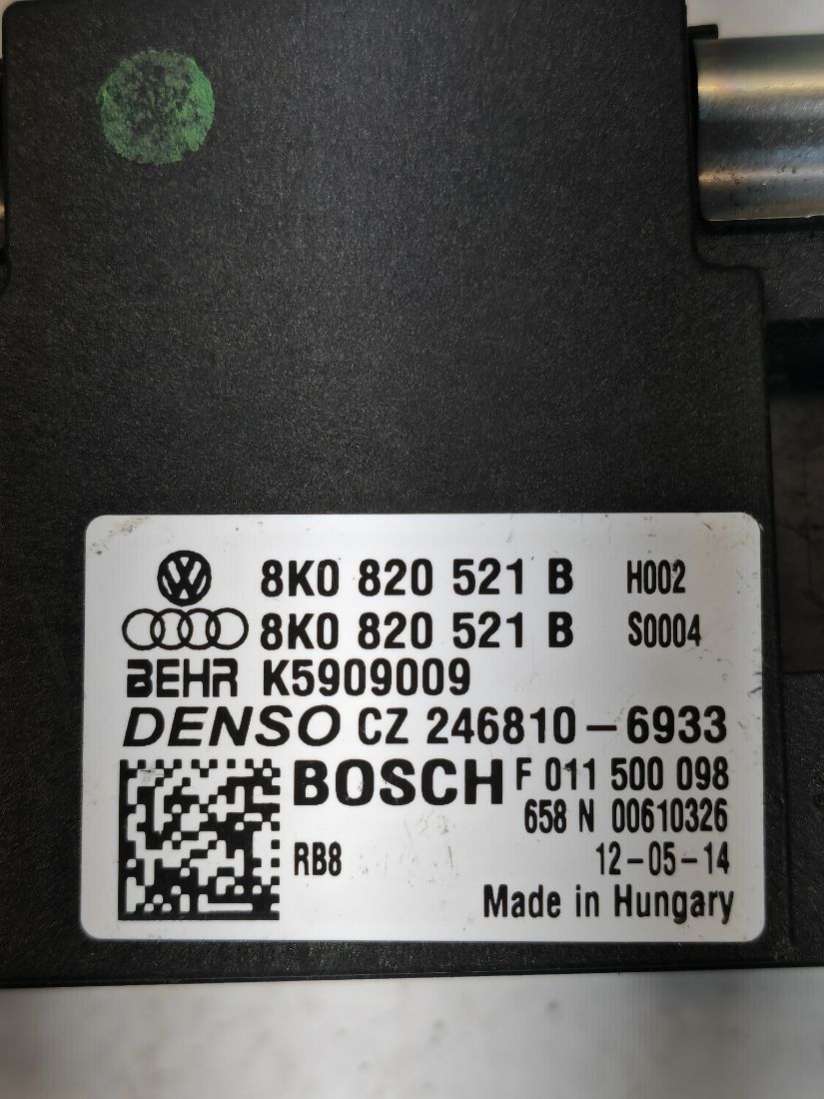 VW 8K0 820 521 B H002
8K0 820 521 B S0004
BEHR K5909009
DENSO CZ 246810-6933
BOSCH F 011 500 098
658 N 00610326
RB8 12-05-14
Made in Hungary